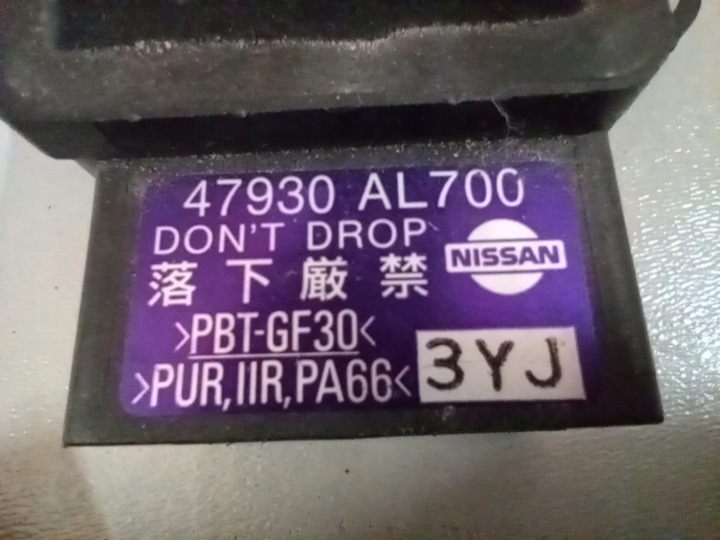 47930 AL700
DON'T DROP
NISSAN
落下厳禁
>PBT-GF30<
>PUR,IIR,PA66<
3YJ